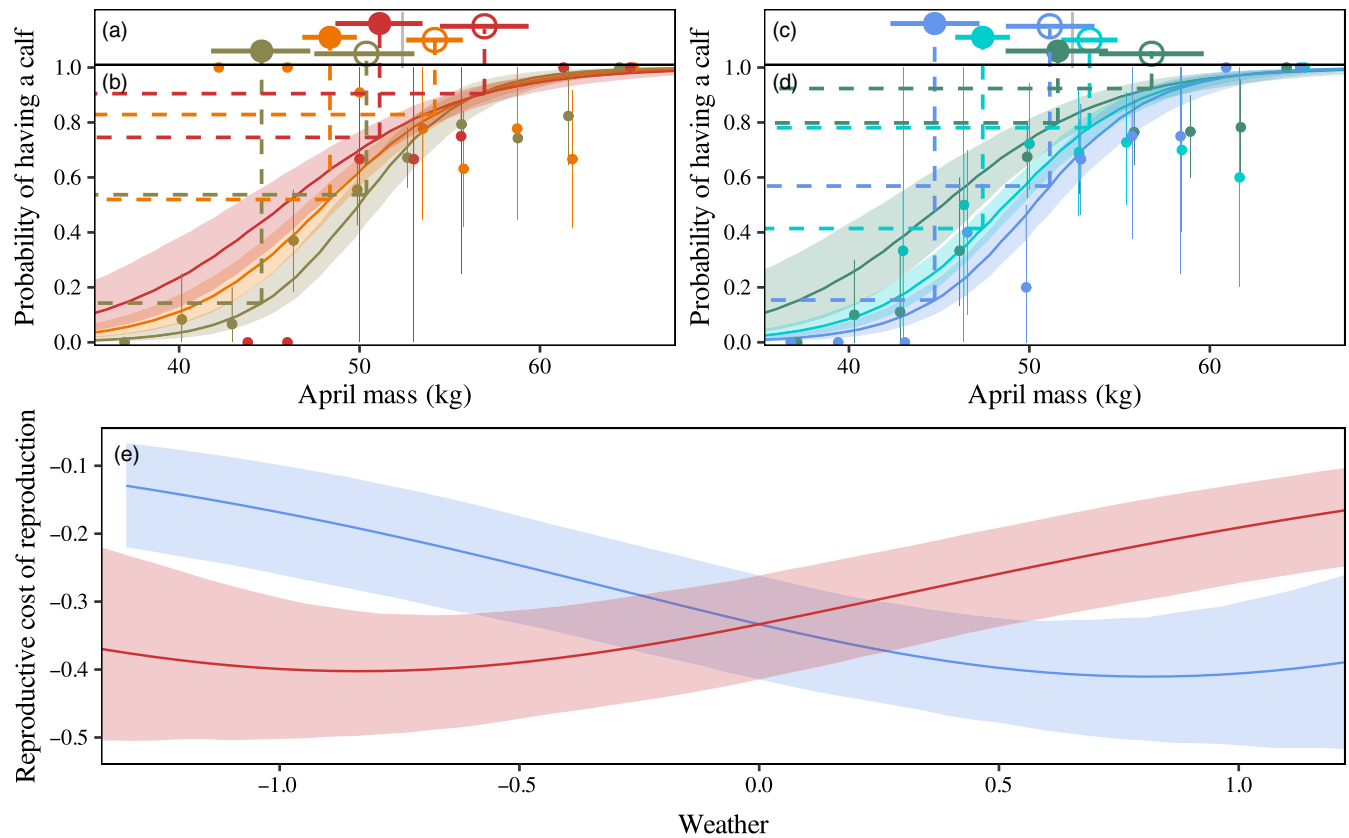 (a)
(b)
Probability of having a calf
1.0
0.8
0.6
0.4
0.2
0.0
40
50
60
April mass (kg)
(c)
(d)
Probability of having a calf
1.0
0.8
0.6
0.4
0.2
0.0
40
50
60
April mass (kg)
(e)
Reproductive cost of reproduction
−0.1
−0.2
−0.3
−0.4
−0.5
−1.0
−0.5
0.0
0.5
1.0
Weather